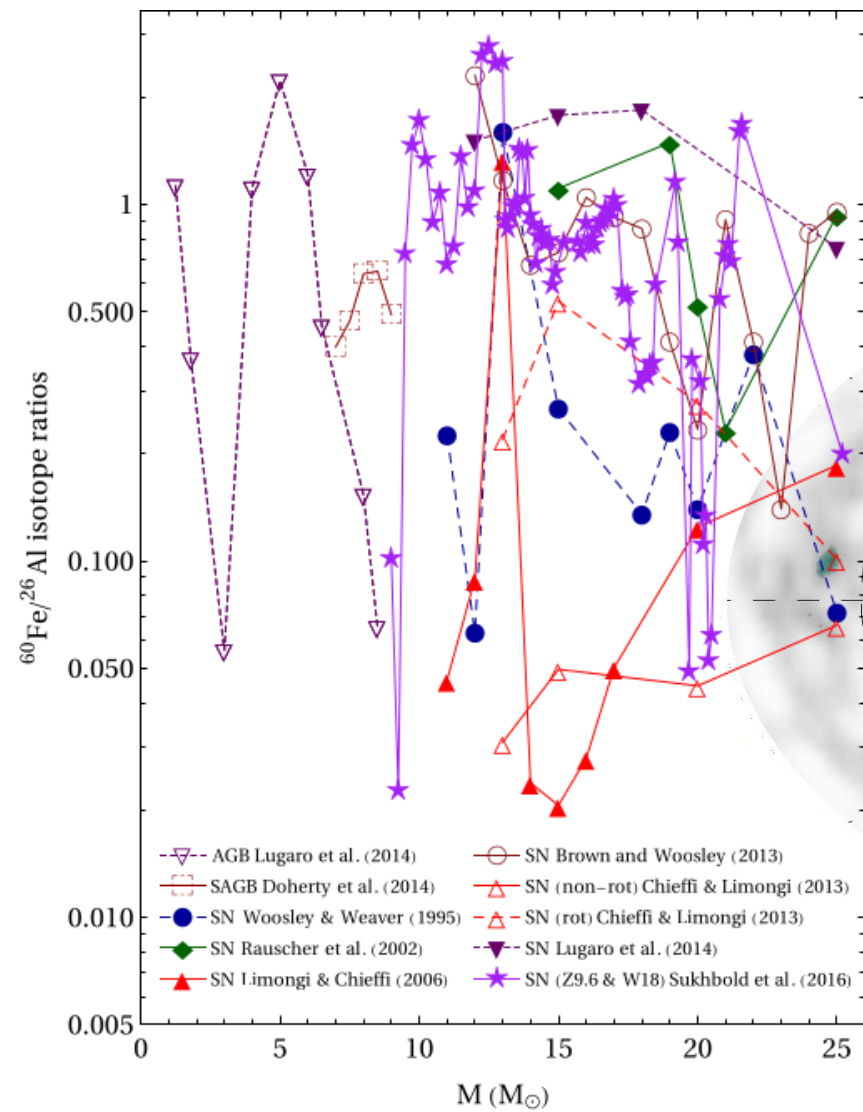 ⁶⁰Fe/²⁶Al isotope ratios
1
0.500
0.100
0.050
0.010
0.005
AGB Lugaro et al. (2014)
SAGB Doherty et al. 2014
SN Woosley & Weaver (1995)
SN Rauscher et al. (2002)
SN Limongi & Chieffi (2006)
SN Brown and Woosley (2013)
SN (non-rot) Chieffi & Limongi (2013)
SN (rot) Chieffi & Limongi (2013)
SN Lugaro et al. (2014)
SN (Z9.6 & W18) Sukhbold et al. (2016)
0 5 10 15 20 25
M (M☉)